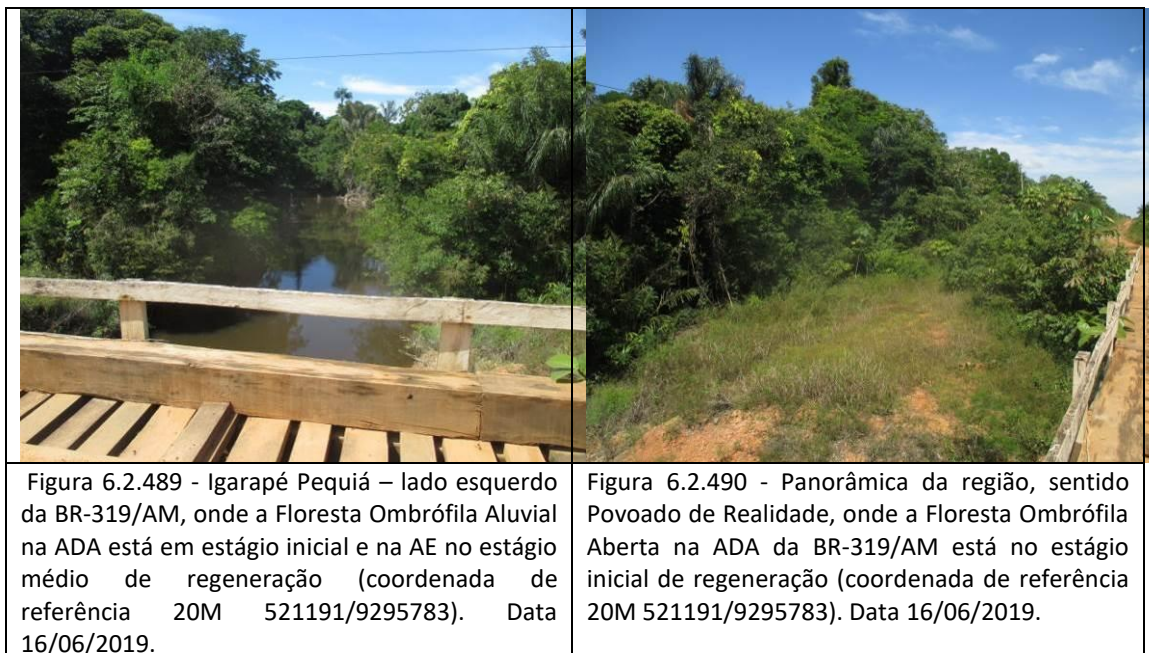 Figura 6.2.489 - Igarapé Pequiá – lado esquerdo
da BR-319/AM, onde a Floresta Ombrófila Aluvial
na ADA está em estágio inicial e na AE no estágio
médio de regeneração (coordenada de
referência 20M 521191/9295783). Data
16/06/2019.
Figura 6.2.490 - Panorâmica da região, sentido
Povoado de Realidade, onde a Floresta Ombrófila
Aberta na ADA da BR-319/AM está no estágio
inicial de regeneração (coordenada de referência
20M 521191/9295783). Data 16/06/2019.